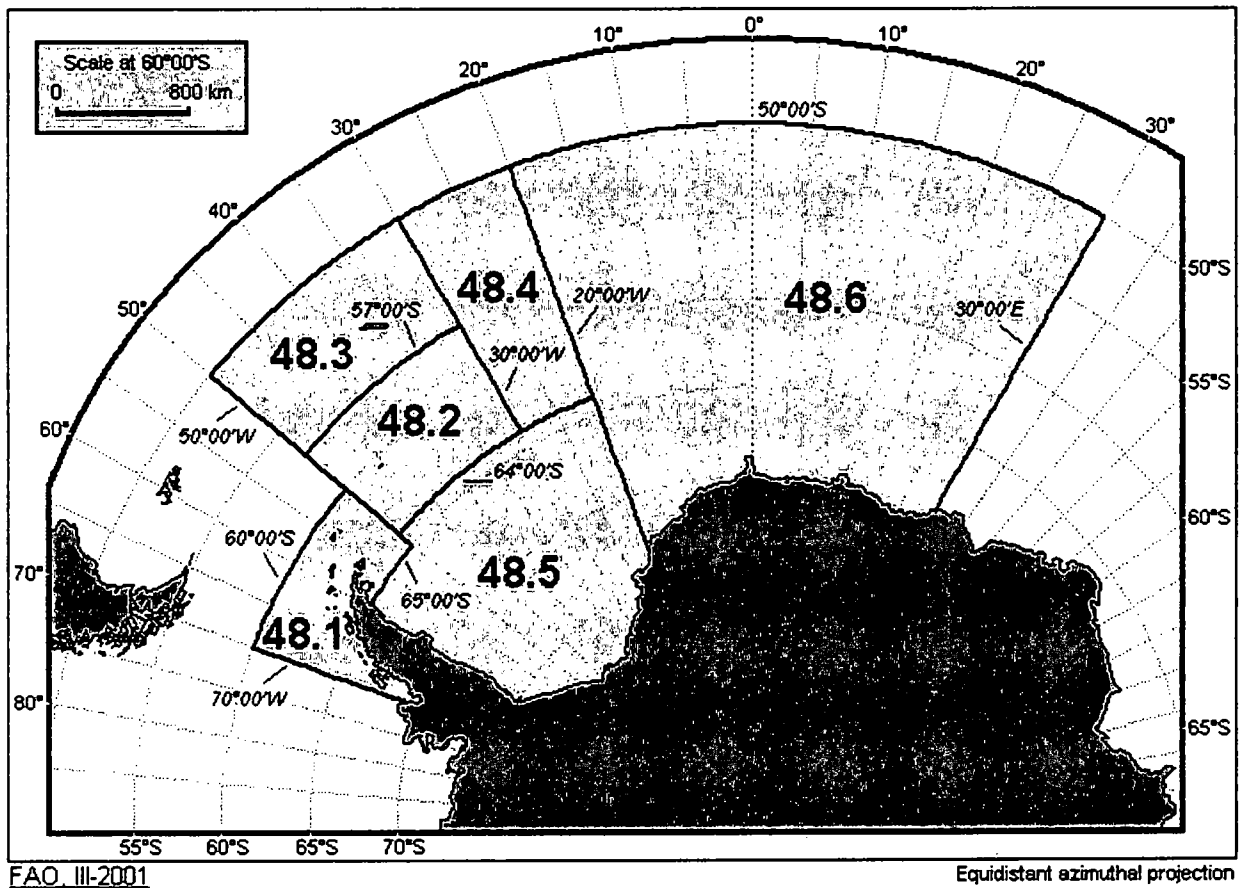 0°
10°
10°
20°
20°
Scale at 60°00'S
0
800 km
50°00'S
30°
30°
40°
50°S
48.4
48.6
20°00'W
57°00'S
30°00'E
50°
48.3
30°00'W
55°S
48.2
60°
50°00'W
64°00'S
60°S
60°00'S
48.5
70°
65°00'S
48.1
70°00'W
80°
65°S
55°S
60°S
65°S
70°S
FAO, III-2001
Equidistant azimuthal projection